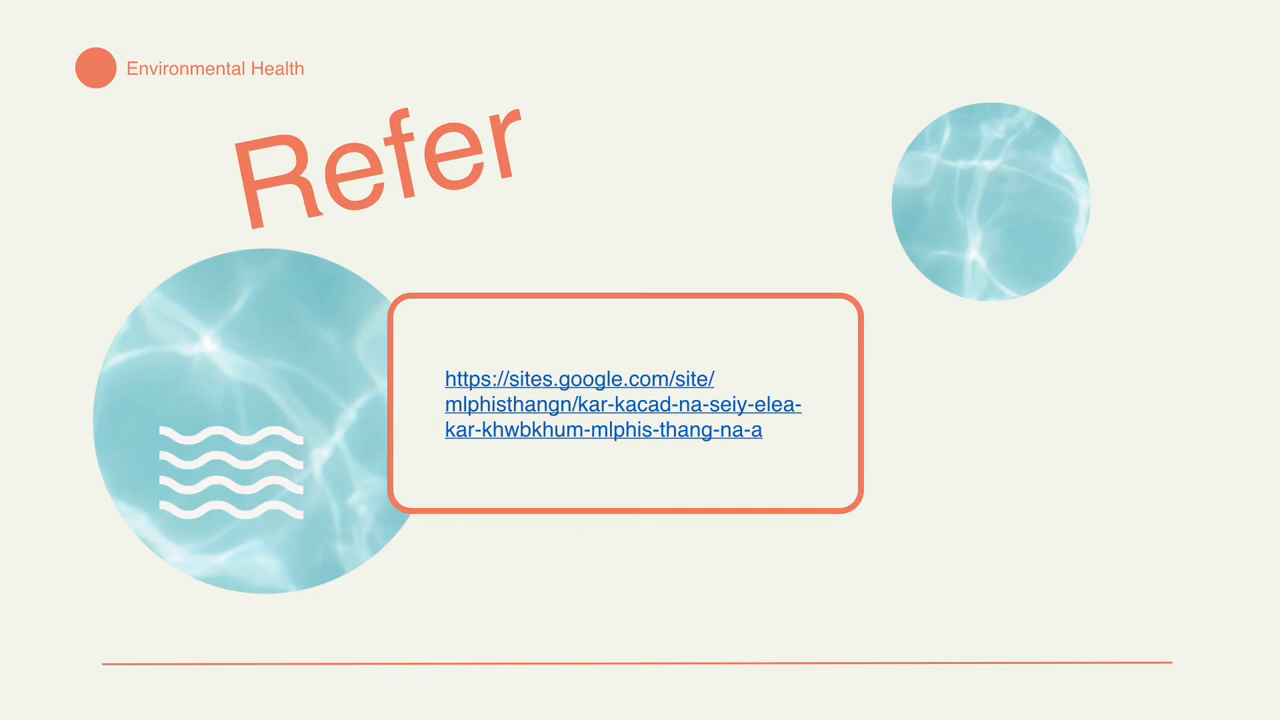 Environmental Health
Refer
https://sites.google.com/site/
mlphisthangn/kar-kacad-na-seiy-elea-
kar-khwbkhum-mlphis-thang-na-a